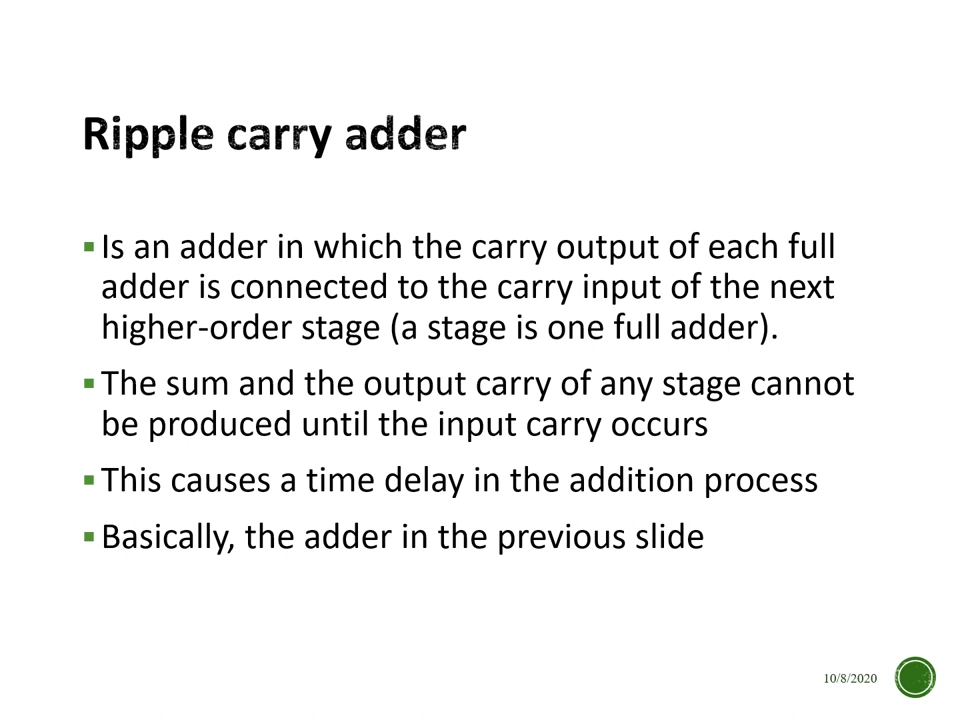 Ripple carry adder
▪ Is an adder in which the carry output of each full
adder is connected to the carry input of the next
higher-order stage (a stage is one full adder).
▪ The sum and the output carry of any stage cannot
be produced until the input carry occurs
▪ This causes a time delay in the addition process
▪ Basically, the adder in the previous slide
10/8/2020